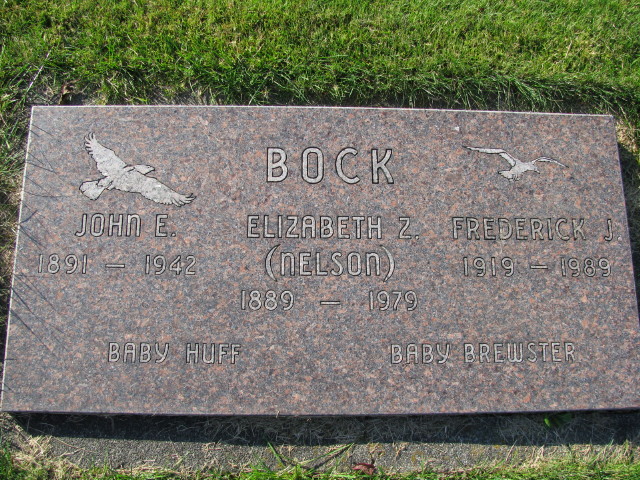 BOCK
JOHN E.
1891 — 1942
ELIZABETH Z.
(NELSON)
1889 — 1979
FREDERICK J.
1919 — 1989
BABY HUFF
BABY BREWSTER